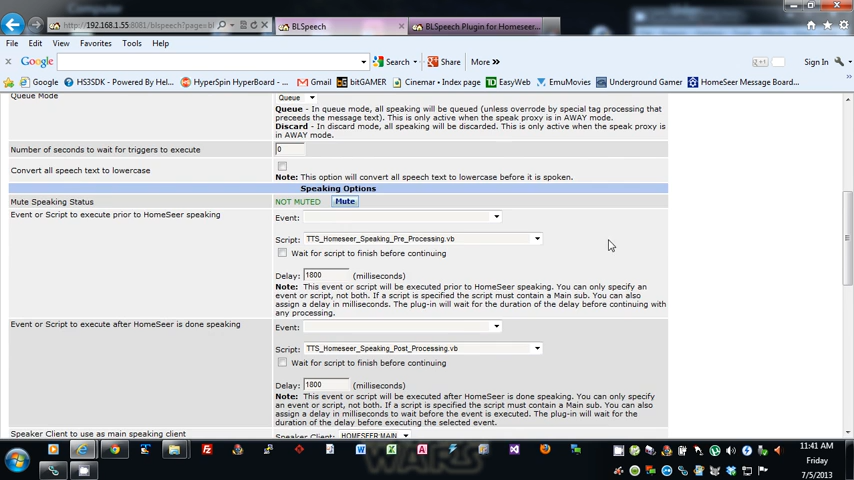 Computer
http://192.168.1.55:8081/blspeech?page=bl
BLSpeech
BLSpeech Plugin for Homeseer...
File Edit View Favorites Tools Help
Google
Search
Share
More »
Sign In
Google
HS3SDK - Powered By Help...
HyperSpin HyperBoard - ...
Gmail
bitGAMER
Cinemar • Index page
EasyWeb
EmuMovies
Underground Gamer
HomeSeer Message Board...
Queue Mode
Queue
Queue - In queue mode, all speaking will be queued (unless overrode by special tag processing that
preceeds the message text). This is only active when the speak proxy is in AWAY mode.
Discard - In discard mode, all speaking will be discarded. This is only active when the speak proxy is
in AWAY mode.
Number of seconds to wait for triggers to execute
0
Convert all speech text to lowercase
Note: This option will convert all speech text to lowercase before it is spoken.
Speaking Options
Mute Speaking Status
NOT MUTED
Mute
Event or Script to execute prior to HomeSeer speaking
Event:
Script: TTS_Homeseer_Speaking_Pre_Processing.vb
Wait for script to finish before continuing
Delay: 1800 (milliseconds)
Note: This event or script will be executed prior to HomeSeer speaking. You can only specify an
event or script, not both. If a script is specified the script must contain a Main sub. You can also
assign a delay in milliseconds. The plug-in will wait for the duration of the delay before continuing with
any processing.
Event or Script to execute after HomeSeer is done speaking
Event:
Script: TTS_Homeseer_Speaking_Post_Processing.vb
Wait for script to finish before continuing
Delay: 1800 (milliseconds)
Note: This event or script will be executed after HomeSeer is done speaking. You can only specify
an event or script, not both. If a script is specified the script must contain a Main sub. You can also
assign a delay in milliseconds to wait before the event is executed. The plug-in will wait for the
duration of the delay before executing the selected event.
Speaker Client to use as main speaking client
Speaker Client: HOMESEER:MAIN
WARS
11:41 AM
Friday
7/5/2013